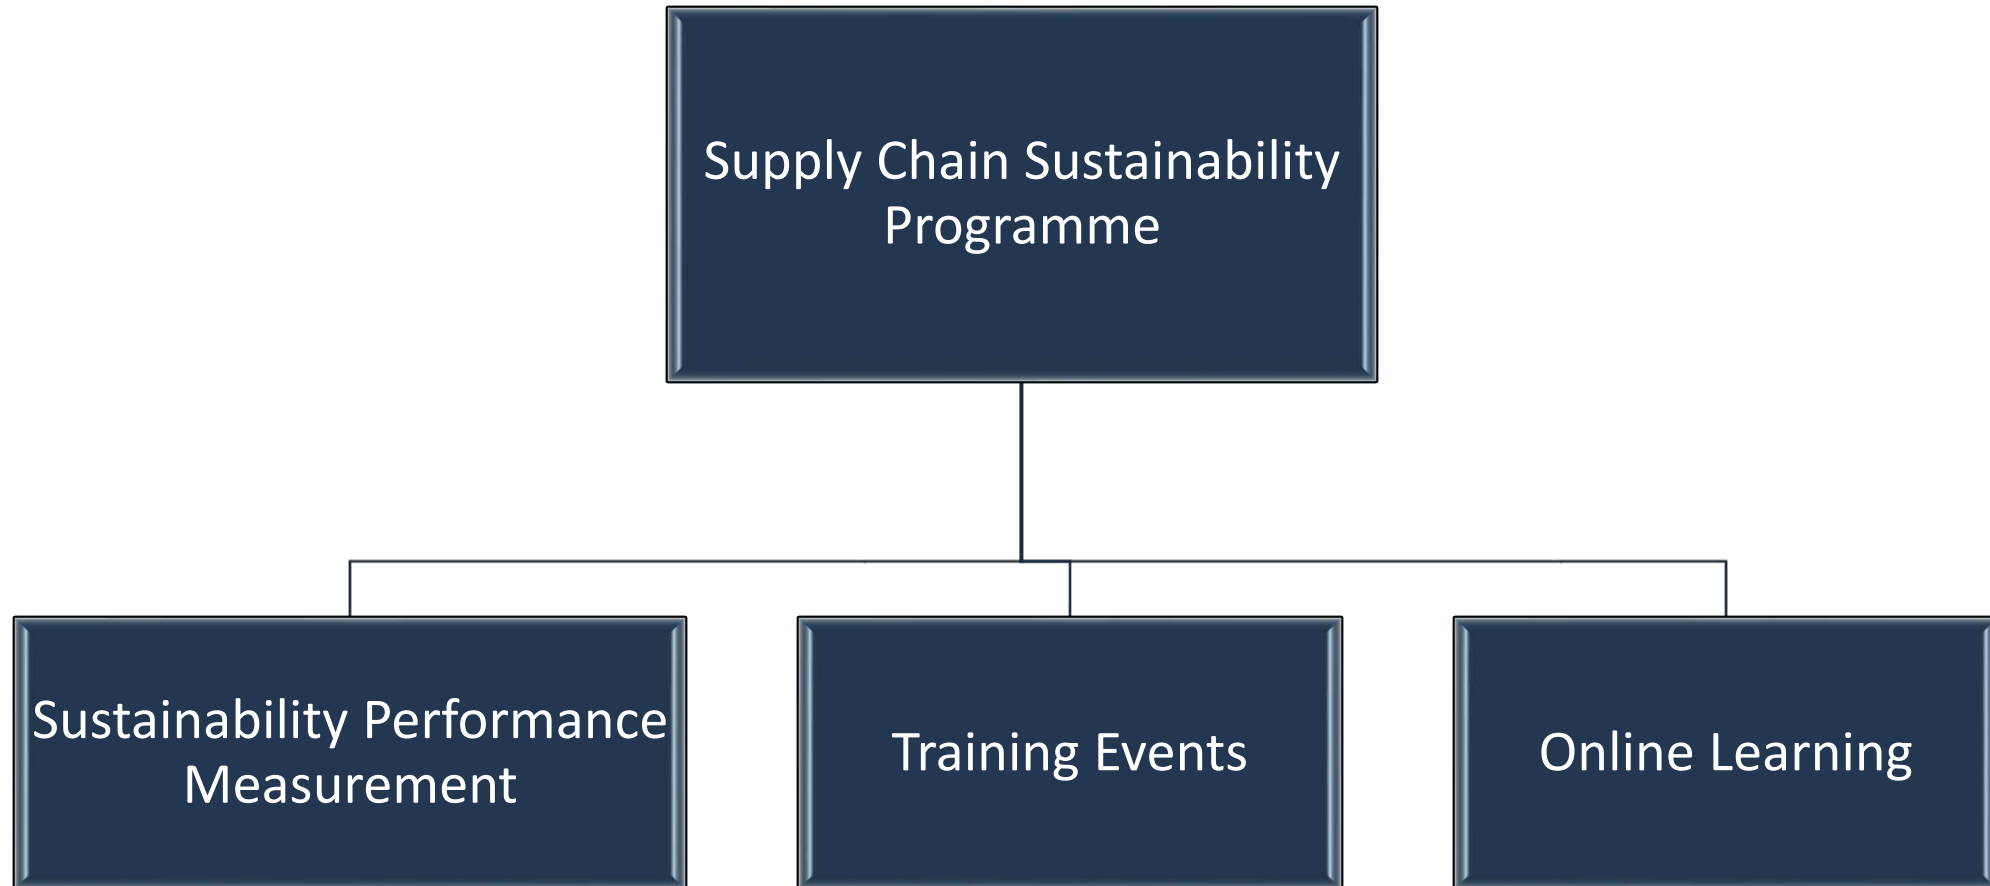 Supply Chain Sustainability
Programme
Sustainability Performance
Measurement
Training Events
Online Learning